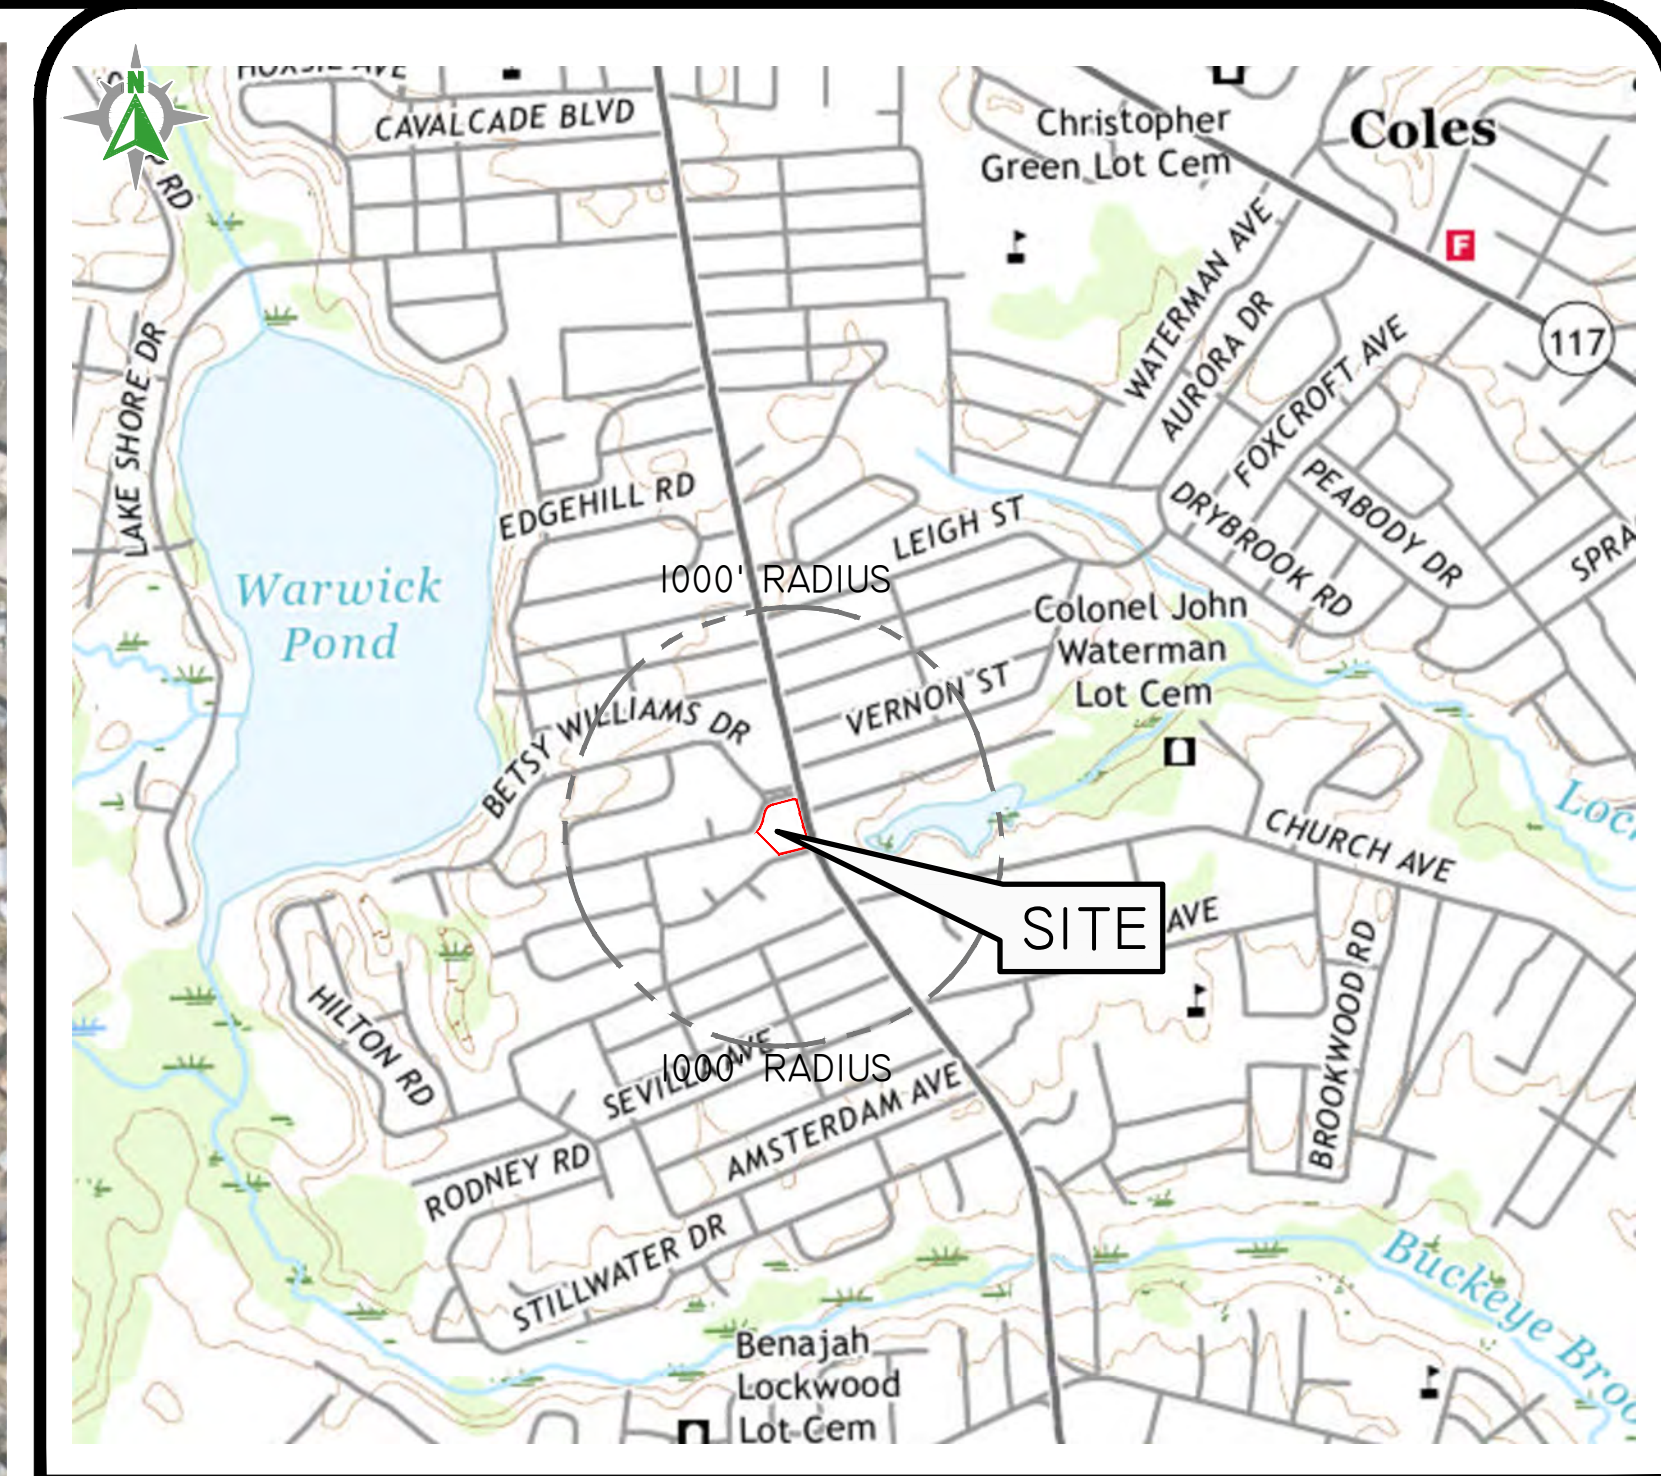 N
CAVALCADE BLVD
RD
Christopher
Green Lot Cem
Coles
F
117
WATERMAN AVE
AURORA DR
FOXCROFT AVE
LAKE SHORE DR
PEABODY DR
DRYBROOK RD
EDGEHILL RD
LEIGH ST
Warwick
Pond
1000' RADIUS
Colonel John
Waterman
Lot Cem
VERNON ST
BETSY WILLIAMS DR
CHURCH AVE
SITE
AVE
BROOKWOOD RD
HILTON RD
SEVILLA AVE
1000' RADIUS
AMSTERDAM AVE
RODNEY RD
STILLWATER DR
Buckeye Broo
Benajah
Lockwood
Lot Cem